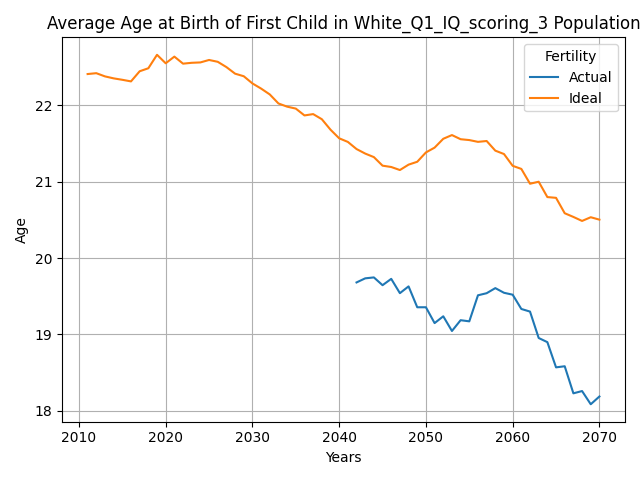 Average Age at Birth of First Child in White_Q1_IQ_scoring_3 Population
Fertility
Actual
Ideal
Age
22
21
20
19
18
2010 2020 2030 2040 2050 2060 2070
Years